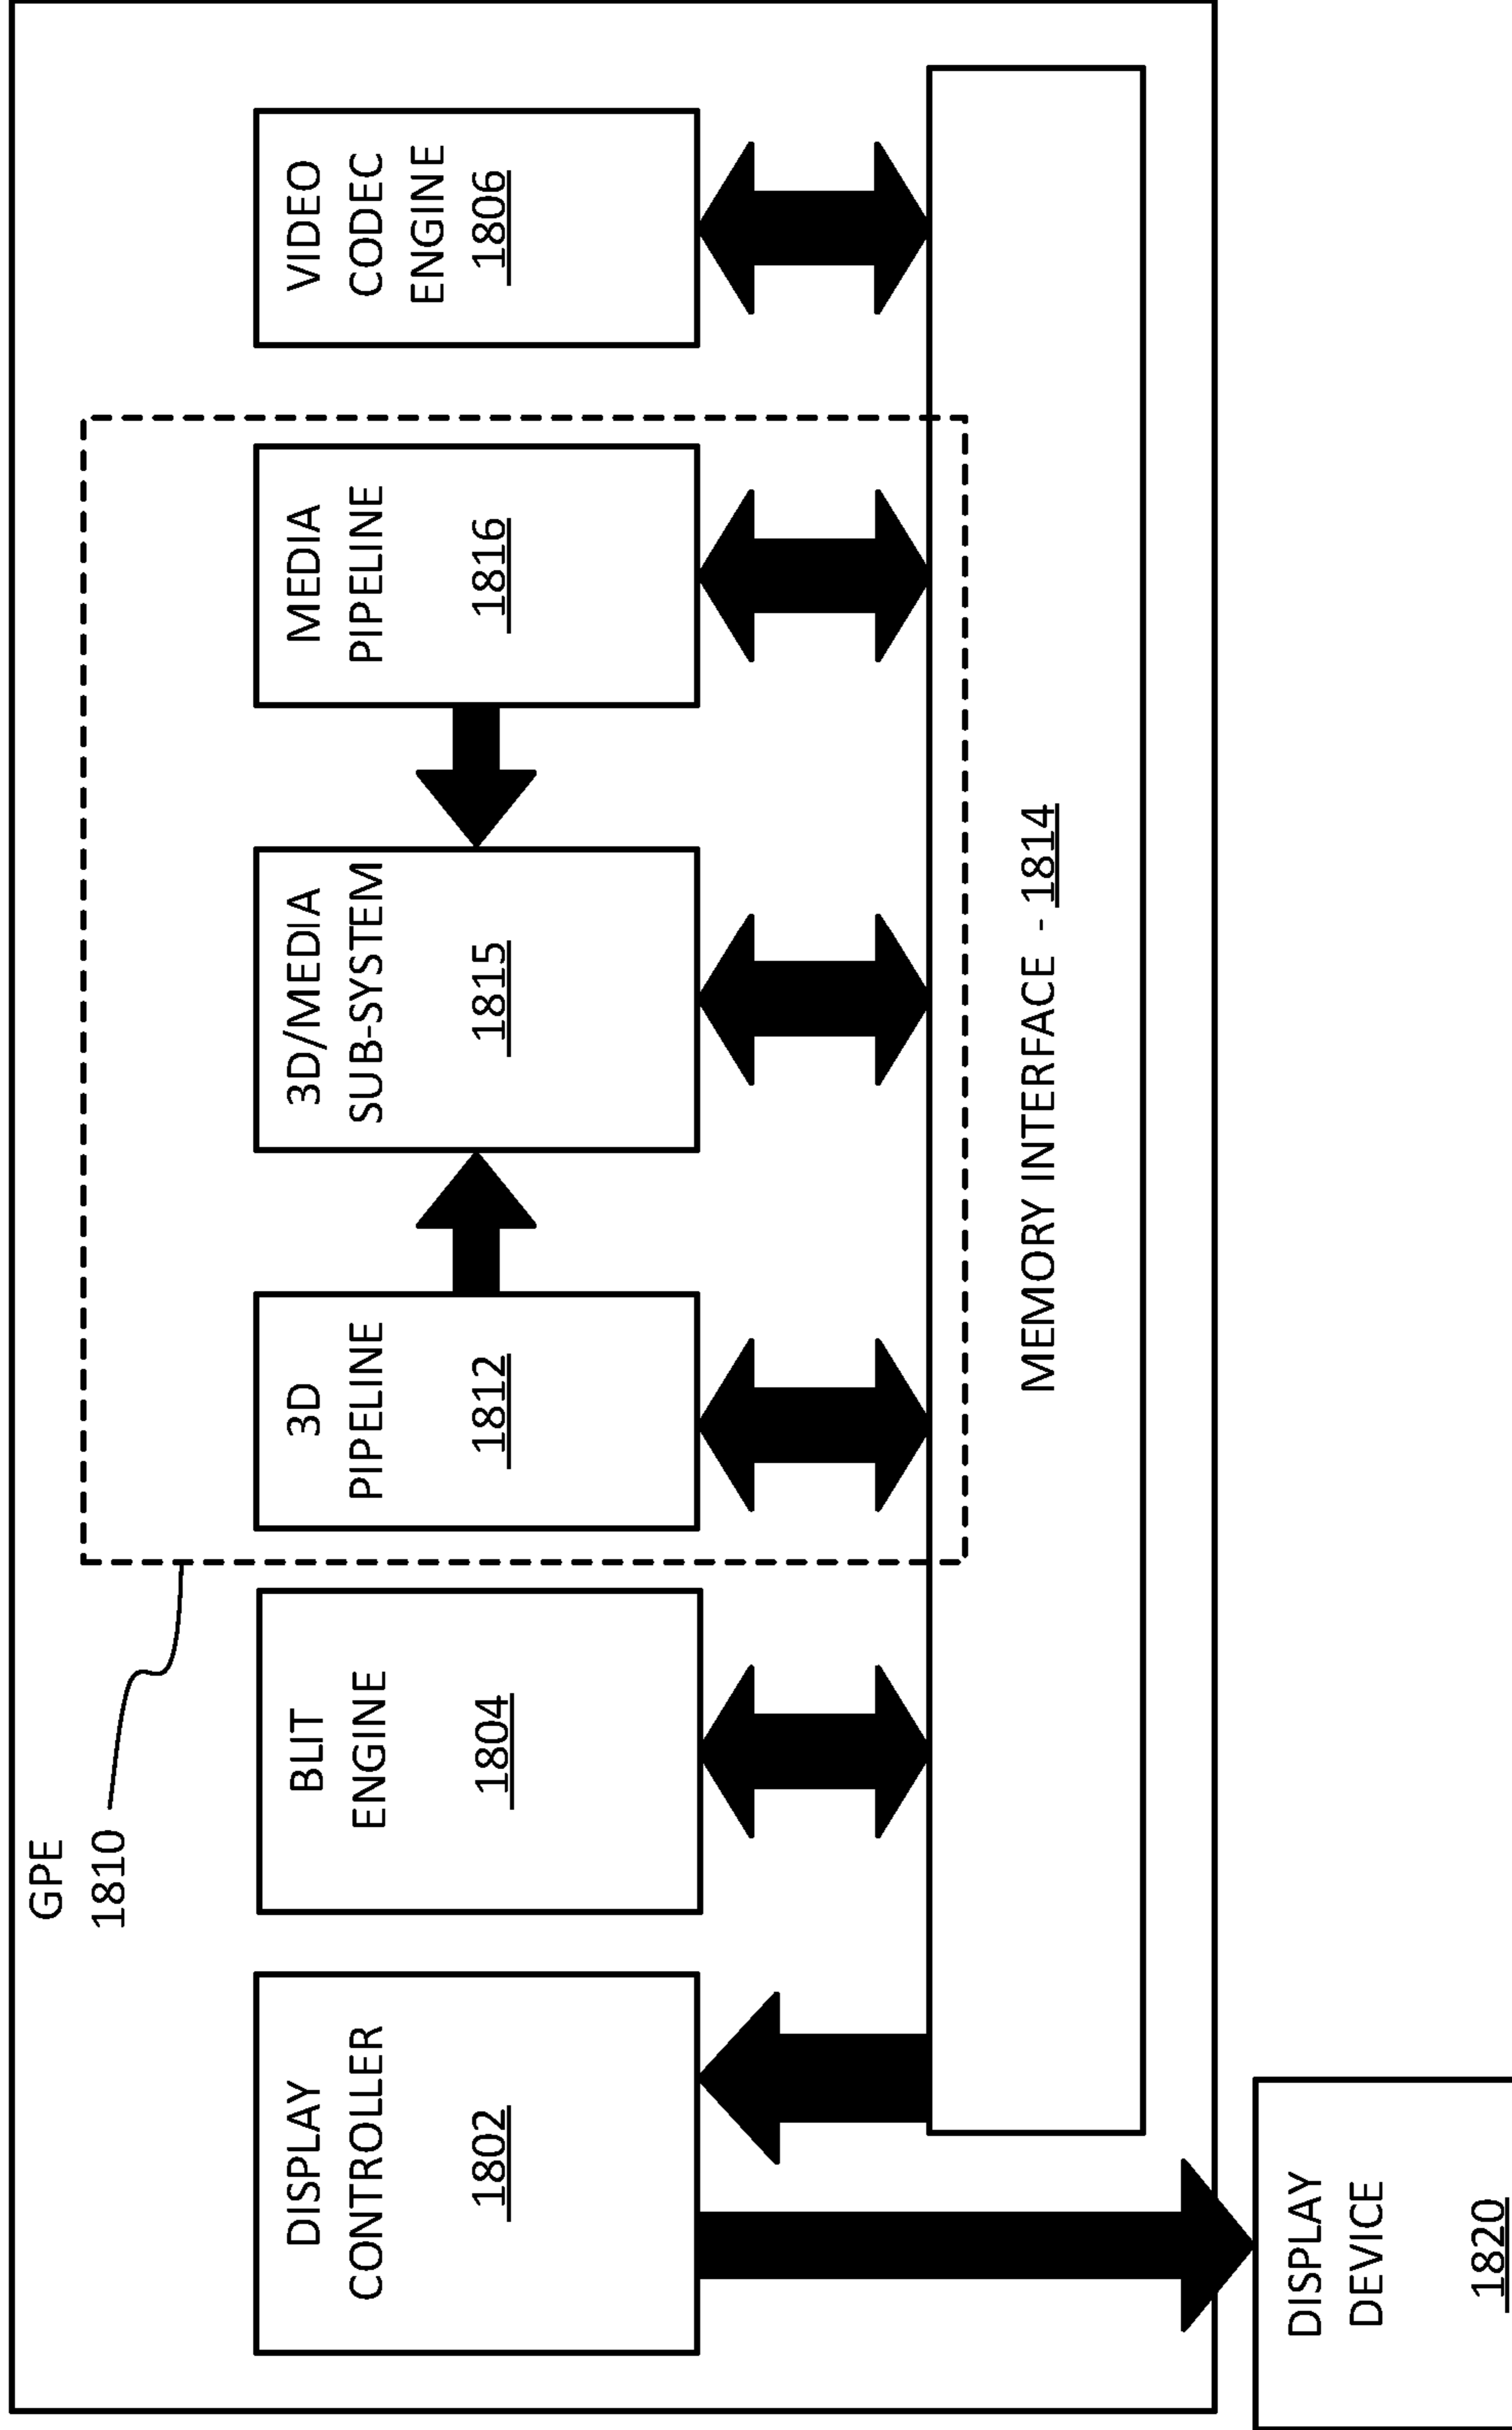 GPE
1810
DISPLAY
CONTROLLER
1802
BLIT
ENGINE
1804
3D
PIPELINE
1812
3D/MEDIA
SUB-SYSTEM
1815
MEDIA
PIPELINE
1816
VIDEO
CODEC
ENGINE
1806
MEMORY INTERFACE - 1814
DISPLAY
DEVICE
1820